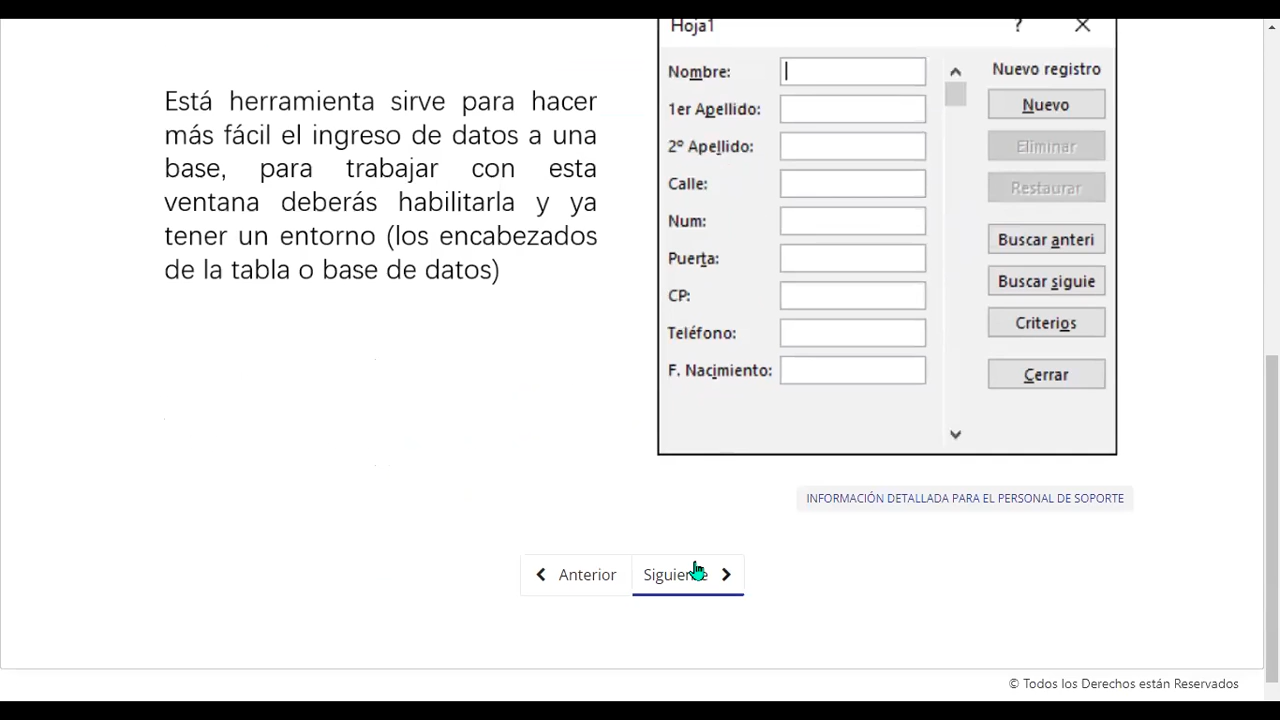 Está herramienta sirve para hacer
más fácil el ingreso de datos a una
base, para trabajar con esta
ventana deberás habilitarla y ya
tener un entorno (los encabezados
de la tabla o base de datos)
Hoja1
?
Nombre:
1er Apellido:
2º Apellido:
Calle:
Num:
Puerta:
CP:
Teléfono:
F. Nacimiento:
Nuevo registro
Nuevo
Eliminar
Restaurar
Buscar anteri
Buscar siguie
Criterios
Cerrar
INFORMACIÓN DETALLADA PARA EL PERSONAL DE SOPORTE
Anterior
Siguiente
© Todos los Derechos están Reservados